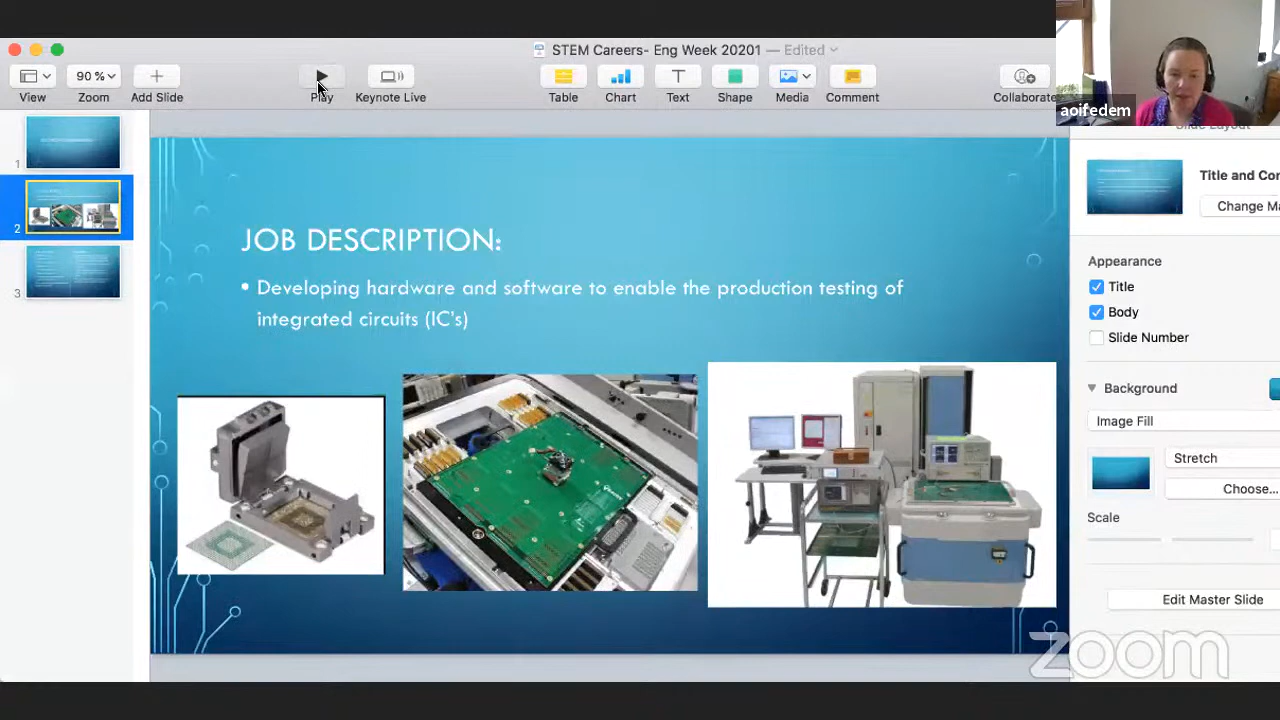 STEM Careers- Eng Week 20201 — Edited
90 %
View
Zoom
Add Slide
Play
Keynote Live
Table
Chart
Text
Shape
Media
Comment
Collaborate
aoifedem
Slide Layout
1
2
3
JOB DESCRIPTION:
• Developing hardware and software to enable the production testing of
integrated circuits (IC's)
Title and Con
Change Ma
Appearance
Title
Body
Slide Number
Background
Image Fill
Stretch
Choose...
Scale
Edit Master Slide
zoom